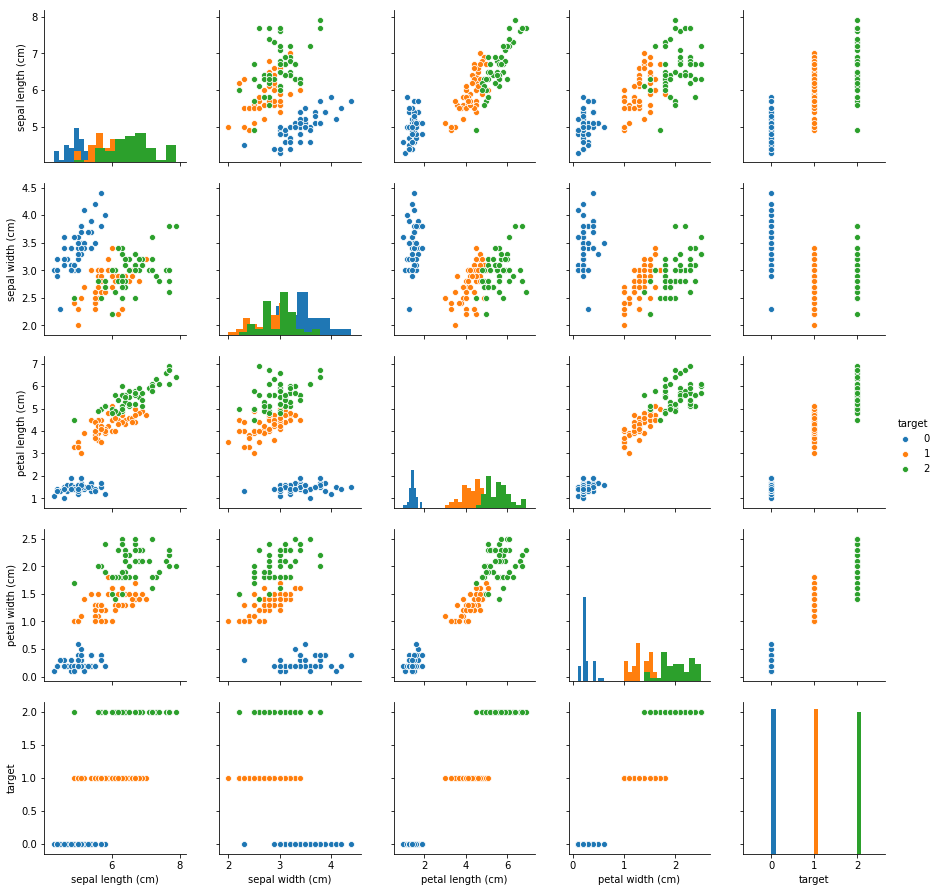 8
7
6
5
sepal length (cm)
4.5
4.0
3.5
3.0
2.5
2.0
sepal width (cm)
7
6
5
4
3
2
1
petal length (cm)
target
0
1
2
2.5
2.0
1.5
1.0
0.5
0.0
petal width (cm)
2.0
1.5
1.0
0.5
0.0
target
6 8
sepal length (cm)
2 3 4
sepal width (cm)
2 4 6
petal length (cm)
0 1 2
petal width (cm)
0 1 2
target